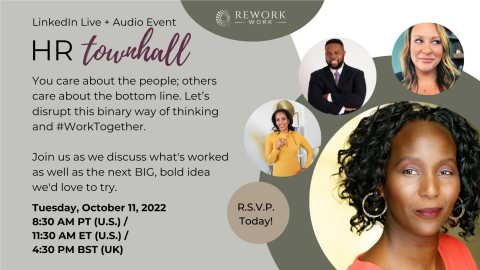 LinkedIn Live + Audio Event
HR townhall
REWORK
WORK
You care about the people; others
care about the bottom line. Let's
disrupt this binary way of thinking
and #WorkTogether.
Join us as we discuss what's worked
as well as the next BIG, bold idea
we'd love to try.
Tuesday, October 11, 2022
8:30 AM PT (U.S.) /
11:30 AM ET (U.S.) /
4:30 PM BST (UK)
R.S.V.P.
Today!